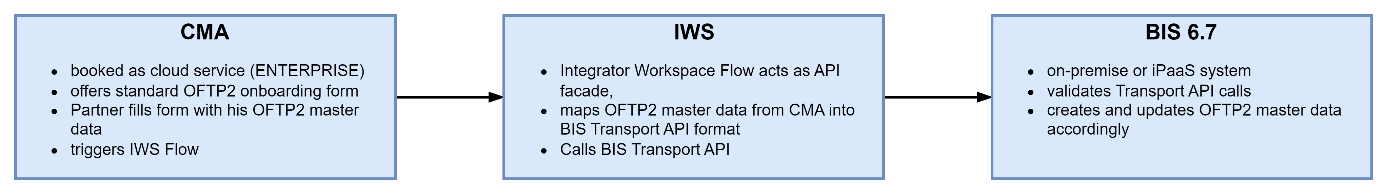 CMA
• booked as cloud service (ENTERPRISE)
• offers standard OFTP2 onboarding form
• Partner fills form with his OFTP2 master
data
• triggers IWS Flow
IWS
• Integrator Workspace Flow acts as API
facade,
• maps OFTP2 master data from CMA into
BIS Transport API format
• Calls BIS Transport API
BIS 6.7
• on-premise or iPaaS system
• validates Transport API calls
• creates and updates OFTP2 master data
accordingly